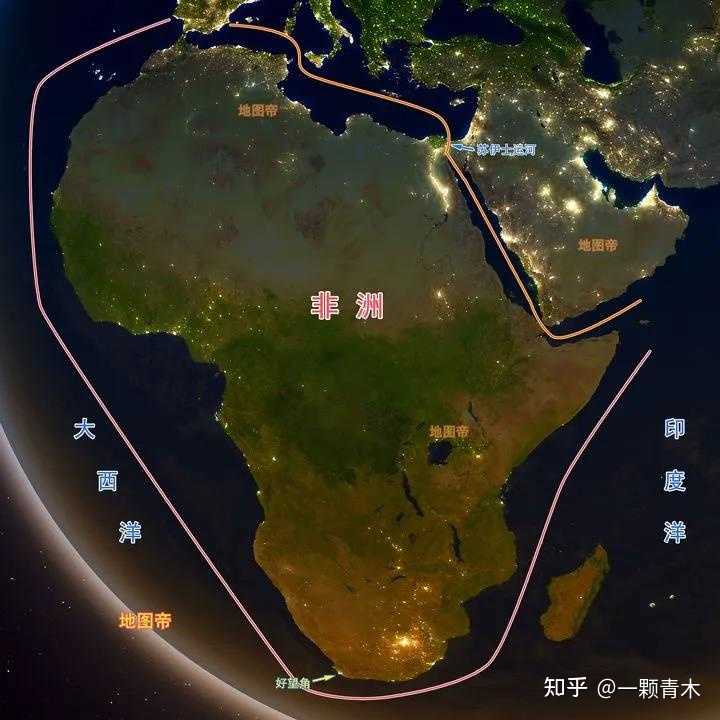 地图帝
苏伊士运河
地图帝
非洲
地图帝
大西洋
印度洋
地图帝
好望角
知乎 @一颗青木